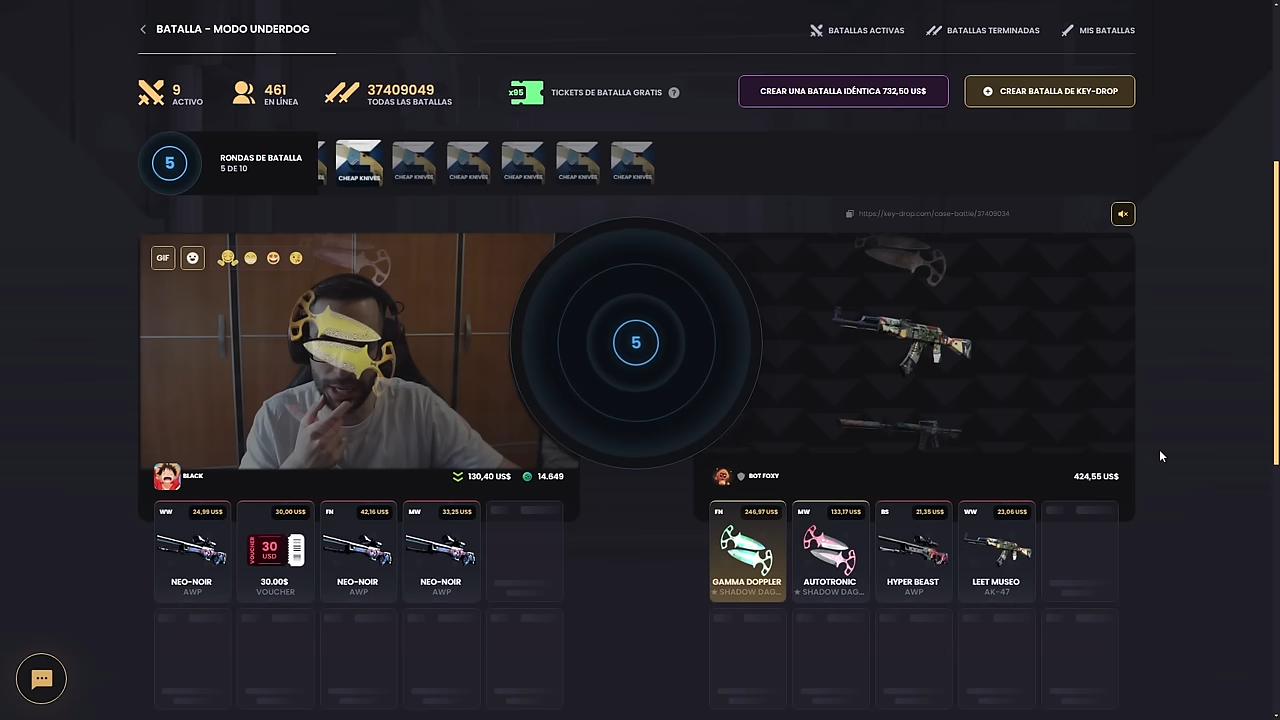 BATALLA - MODO UNDERDOG
BATALLAS ACTIVAS
BATALLAS TERMINADAS
MIS BATALLAS
9
ACTIVO
461
EN LÍNEA
37409049
TODAS LAS BATALLAS
x95
TICKETS DE BATALLA GRATIS
?
CREAR UNA BATALLA IDÉNTICA 732,50 US$
CREAR BATALLA DE KEY-DROP
5
RONDAS DE BATALLA
5 DE 10
CHEAP KNIVES
CHEAP KNIVES
CHEAP KNIVES
CHEAP KNIVES
CHEAP KNIVES
CHEAP KNIVES
https://key-drop.com/case-battle/37409034
GIF
5
BLACK
130,40 US$
14.649
BOT FOXY
424,55 US$
WW
24,99 US$
NEO-NOIR
AWP
30,00 US$
VOUCHER
30
USD
30.00$
VOUCHER
FN
42,16 US$
NEO-NOIR
AWP
MW
33,25 US$
NEO-NOIR
AWP
FN
246,97 US$
GAMMA DOPPLER
★ SHADOW DAG...
MW
133,17 US$
AUTOTRONIC
★ SHADOW DAG...
BS
21,35 US$
HYPER BEAST
AWP
WW
23,06 US$
LEET MUSEO
AK-47